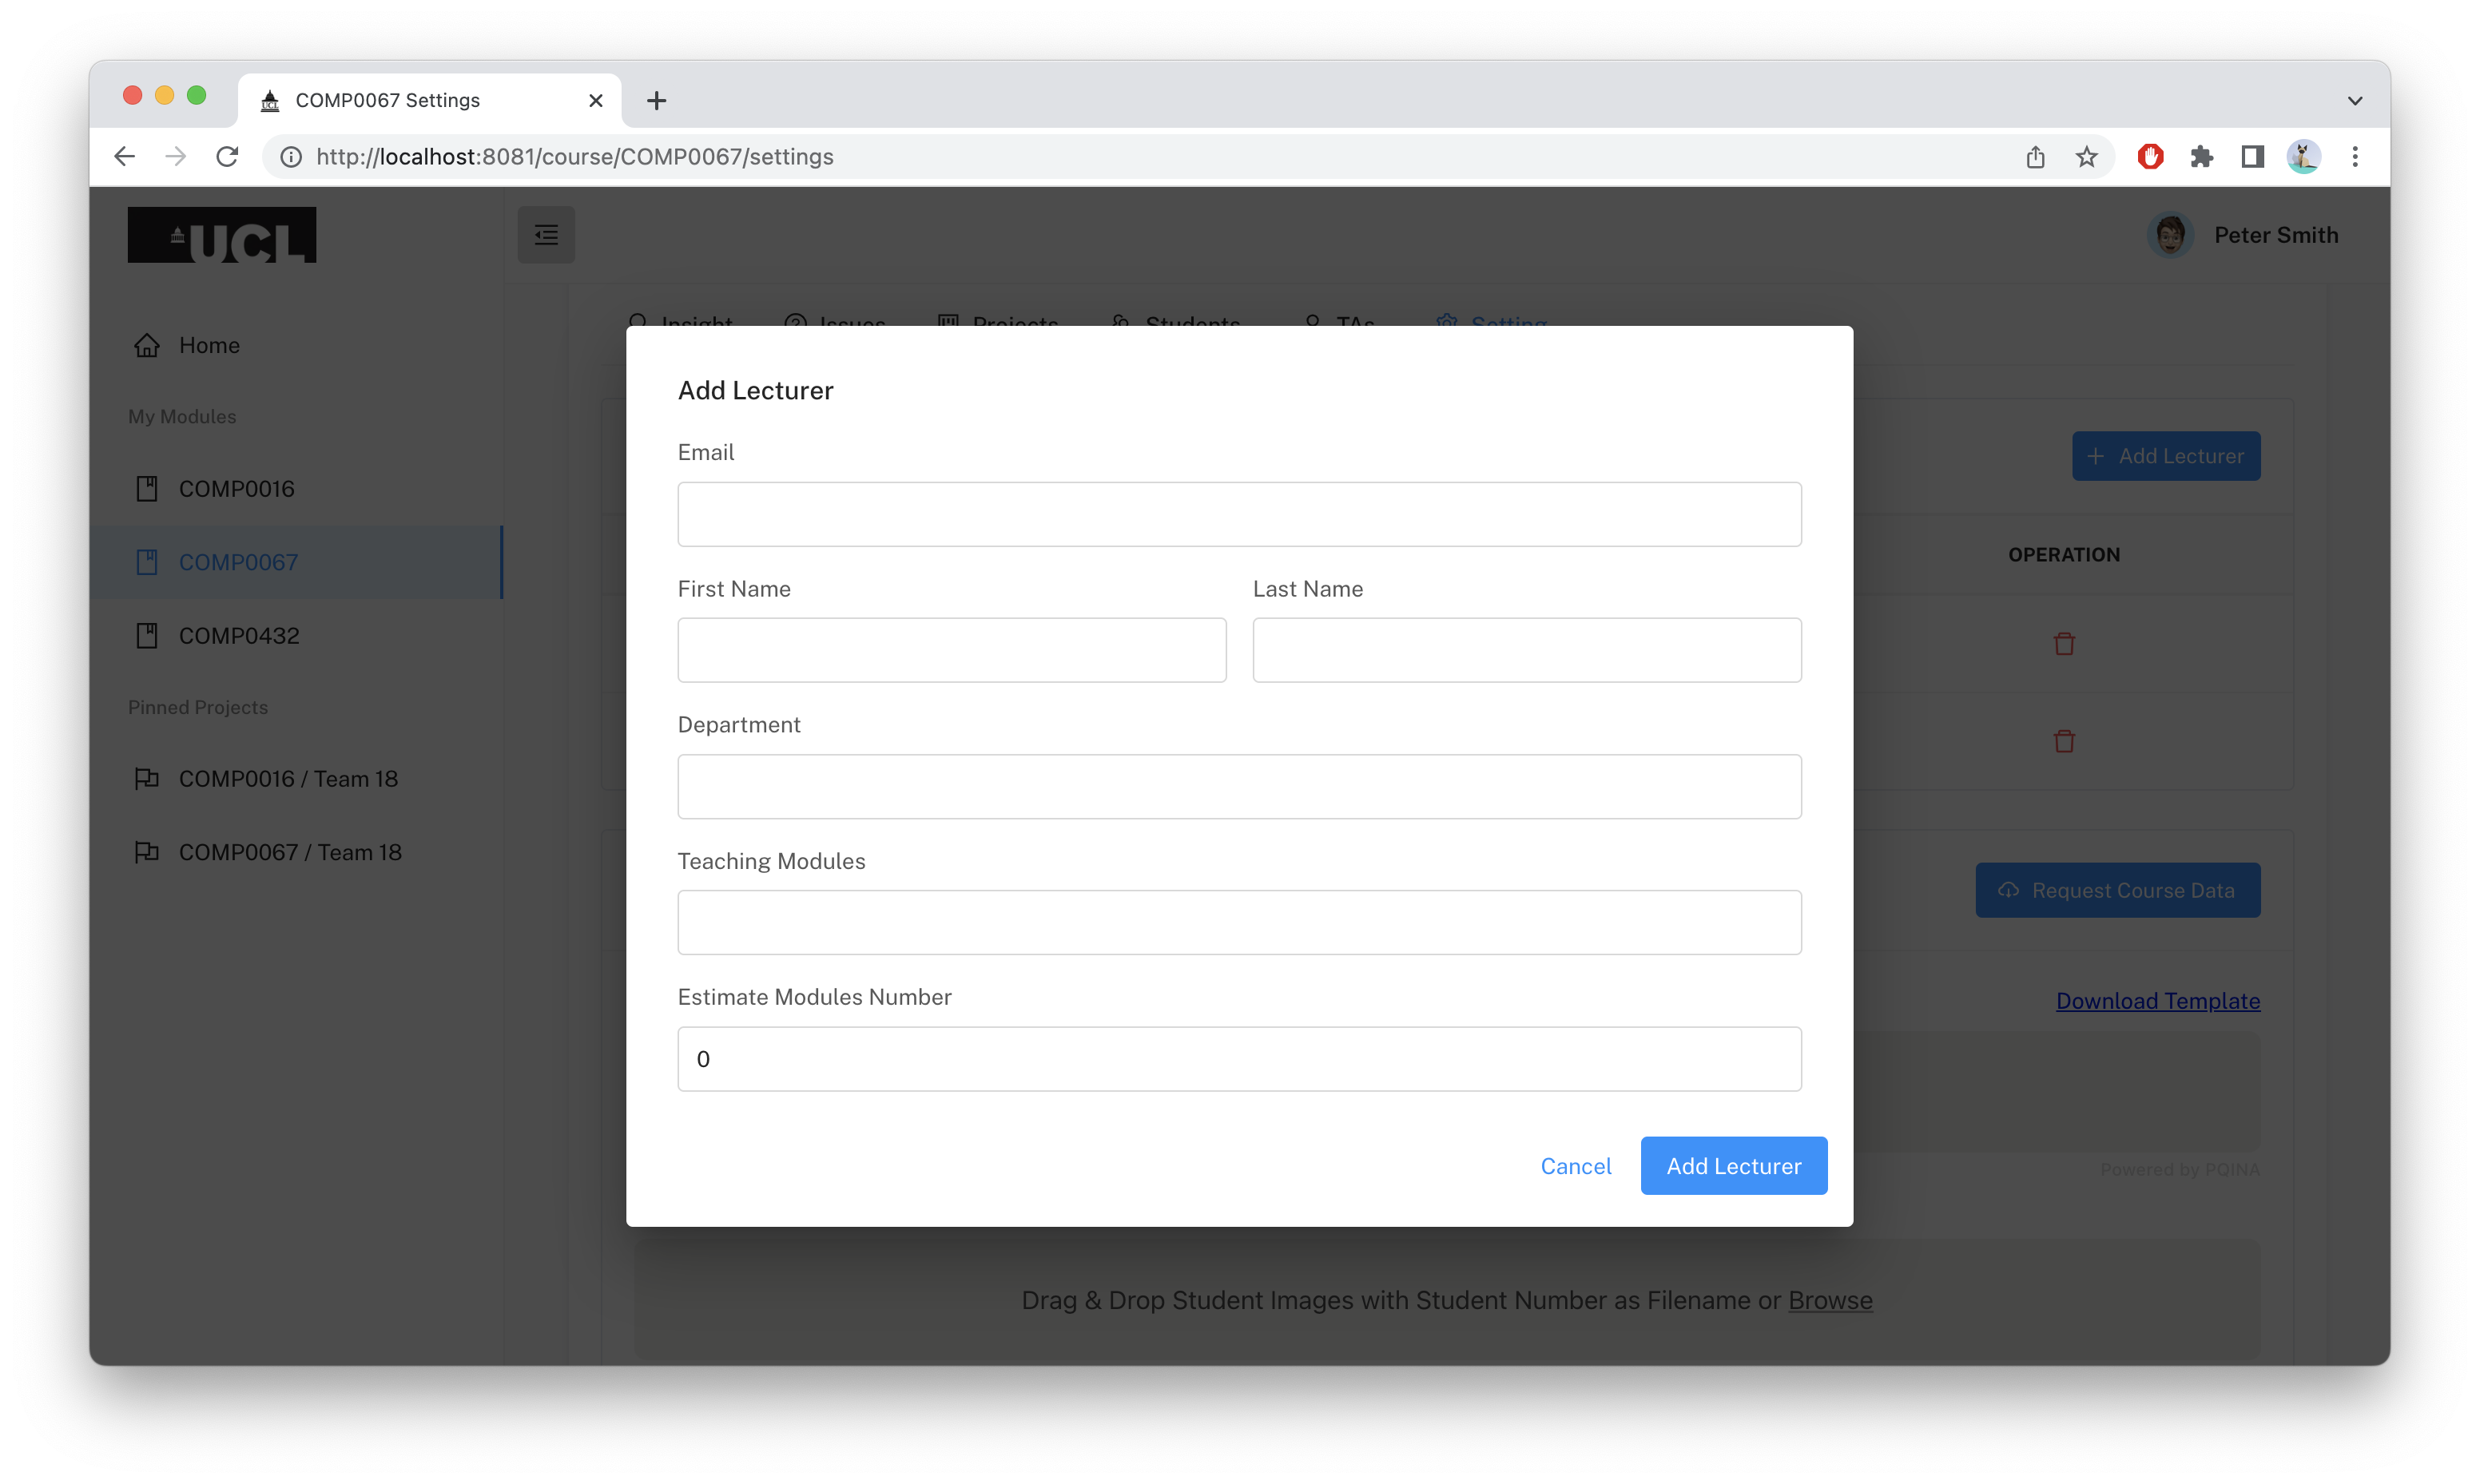 COMP0067 Settings
http://localhost:8081/course/COMP0067/settings
UCL
Peter Smith
Home
My Modules
COMP0016
COMP0067
COMP0432
Pinned Projects
COMP0016 / Team 18
COMP0067 / Team 18
Insight Issues Projects Students TAs Setting
Add Lecturer
OPERATION
Request Course Data
Download Template
Powered by PQINA
Drag & Drop Student Images with Student Number as Filename or Browse
Add Lecturer
Email
First Name Last Name
Department
Teaching Modules
Estimate Modules Number
0
Cancel Add Lecturer